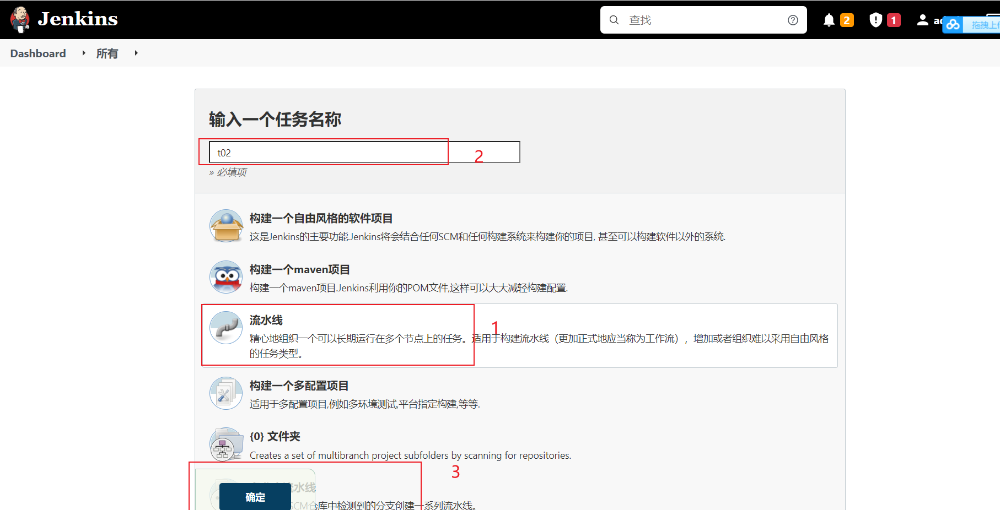 Jenkins
查找
2
1
拖拽上
Dashboard
所有
输入一个任务名称
t02
2
» 必填项
构建一个自由风格的软件项目
这是Jenkins的主要功能.Jenkins将会结合任何SCM和任何构建系统来构建你的项目, 甚至可以构建软件以外的系统.
构建一个maven项目
构建一个maven项目.Jenkins利用你的POM文件,这样可以大大减轻构建配置.
流水线
1
精心地组织一个可以长期运行在多个节点上的任务。适用于构建流水线（更加正式地应当称为工作流），增加或者组织难以采用自由风格
的任务类型。
构建一个多配置项目
适用于多配置项目,例如多环境测试,平台指定构建,等等.
{0} 文件夹
Creates a set of multibranch project subfolders by scanning for repositories.
3
流水线
确定
SCM仓库中检测到的分支创建一系列流水线。